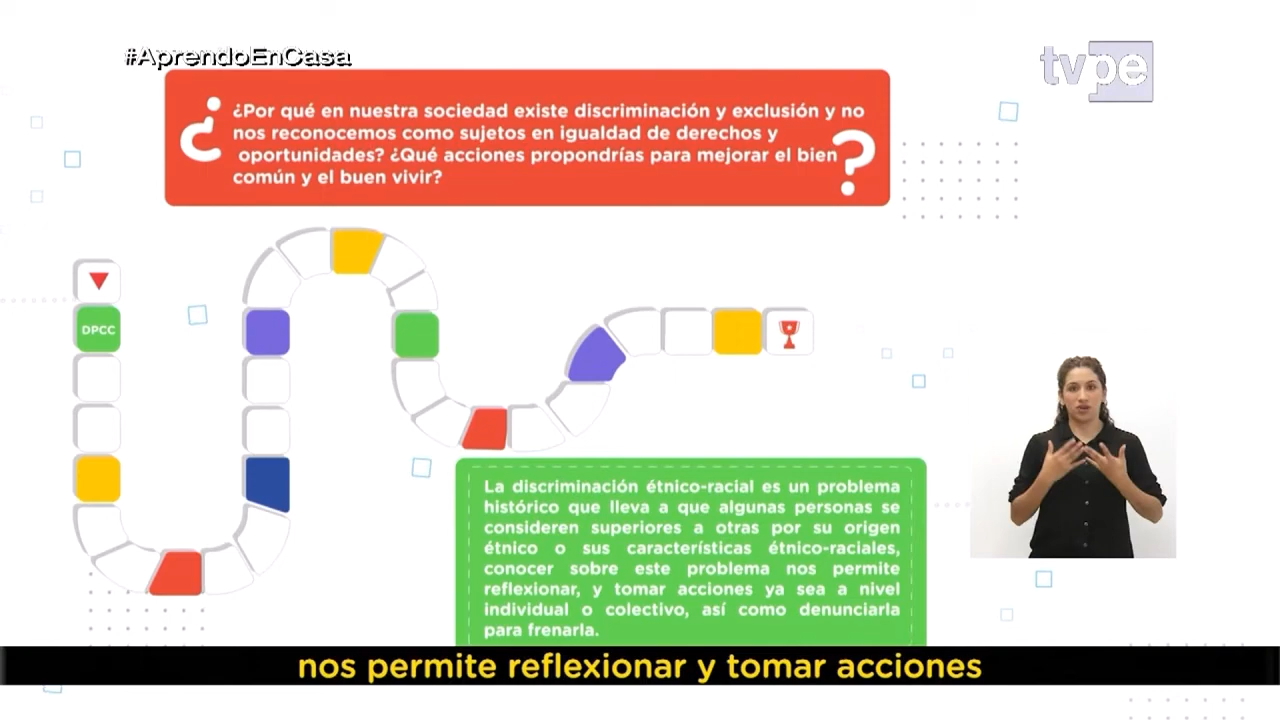 #AprendoEnCasa
tvpe
¿Por qué en nuestra sociedad existe discriminación y exclusión y no
nos reconocemos como sujetos en igualdad de derechos y
oportunidades? ¿Qué acciones propondrías para mejorar el bien
común y el buen vivir?
¿
?
DPCC
La discriminación étnico-racial es un problema
histórico que lleva a que algunas personas se
consideren superiores a otras por su origen
étnico o sus características étnico-raciales,
conocer sobre este problema nos permite
reflexionar, y tomar acciones ya sea a nivel
individual o colectivo, así como denunciarla
para frenarla.
nos permite reflexionar y tomar acciones